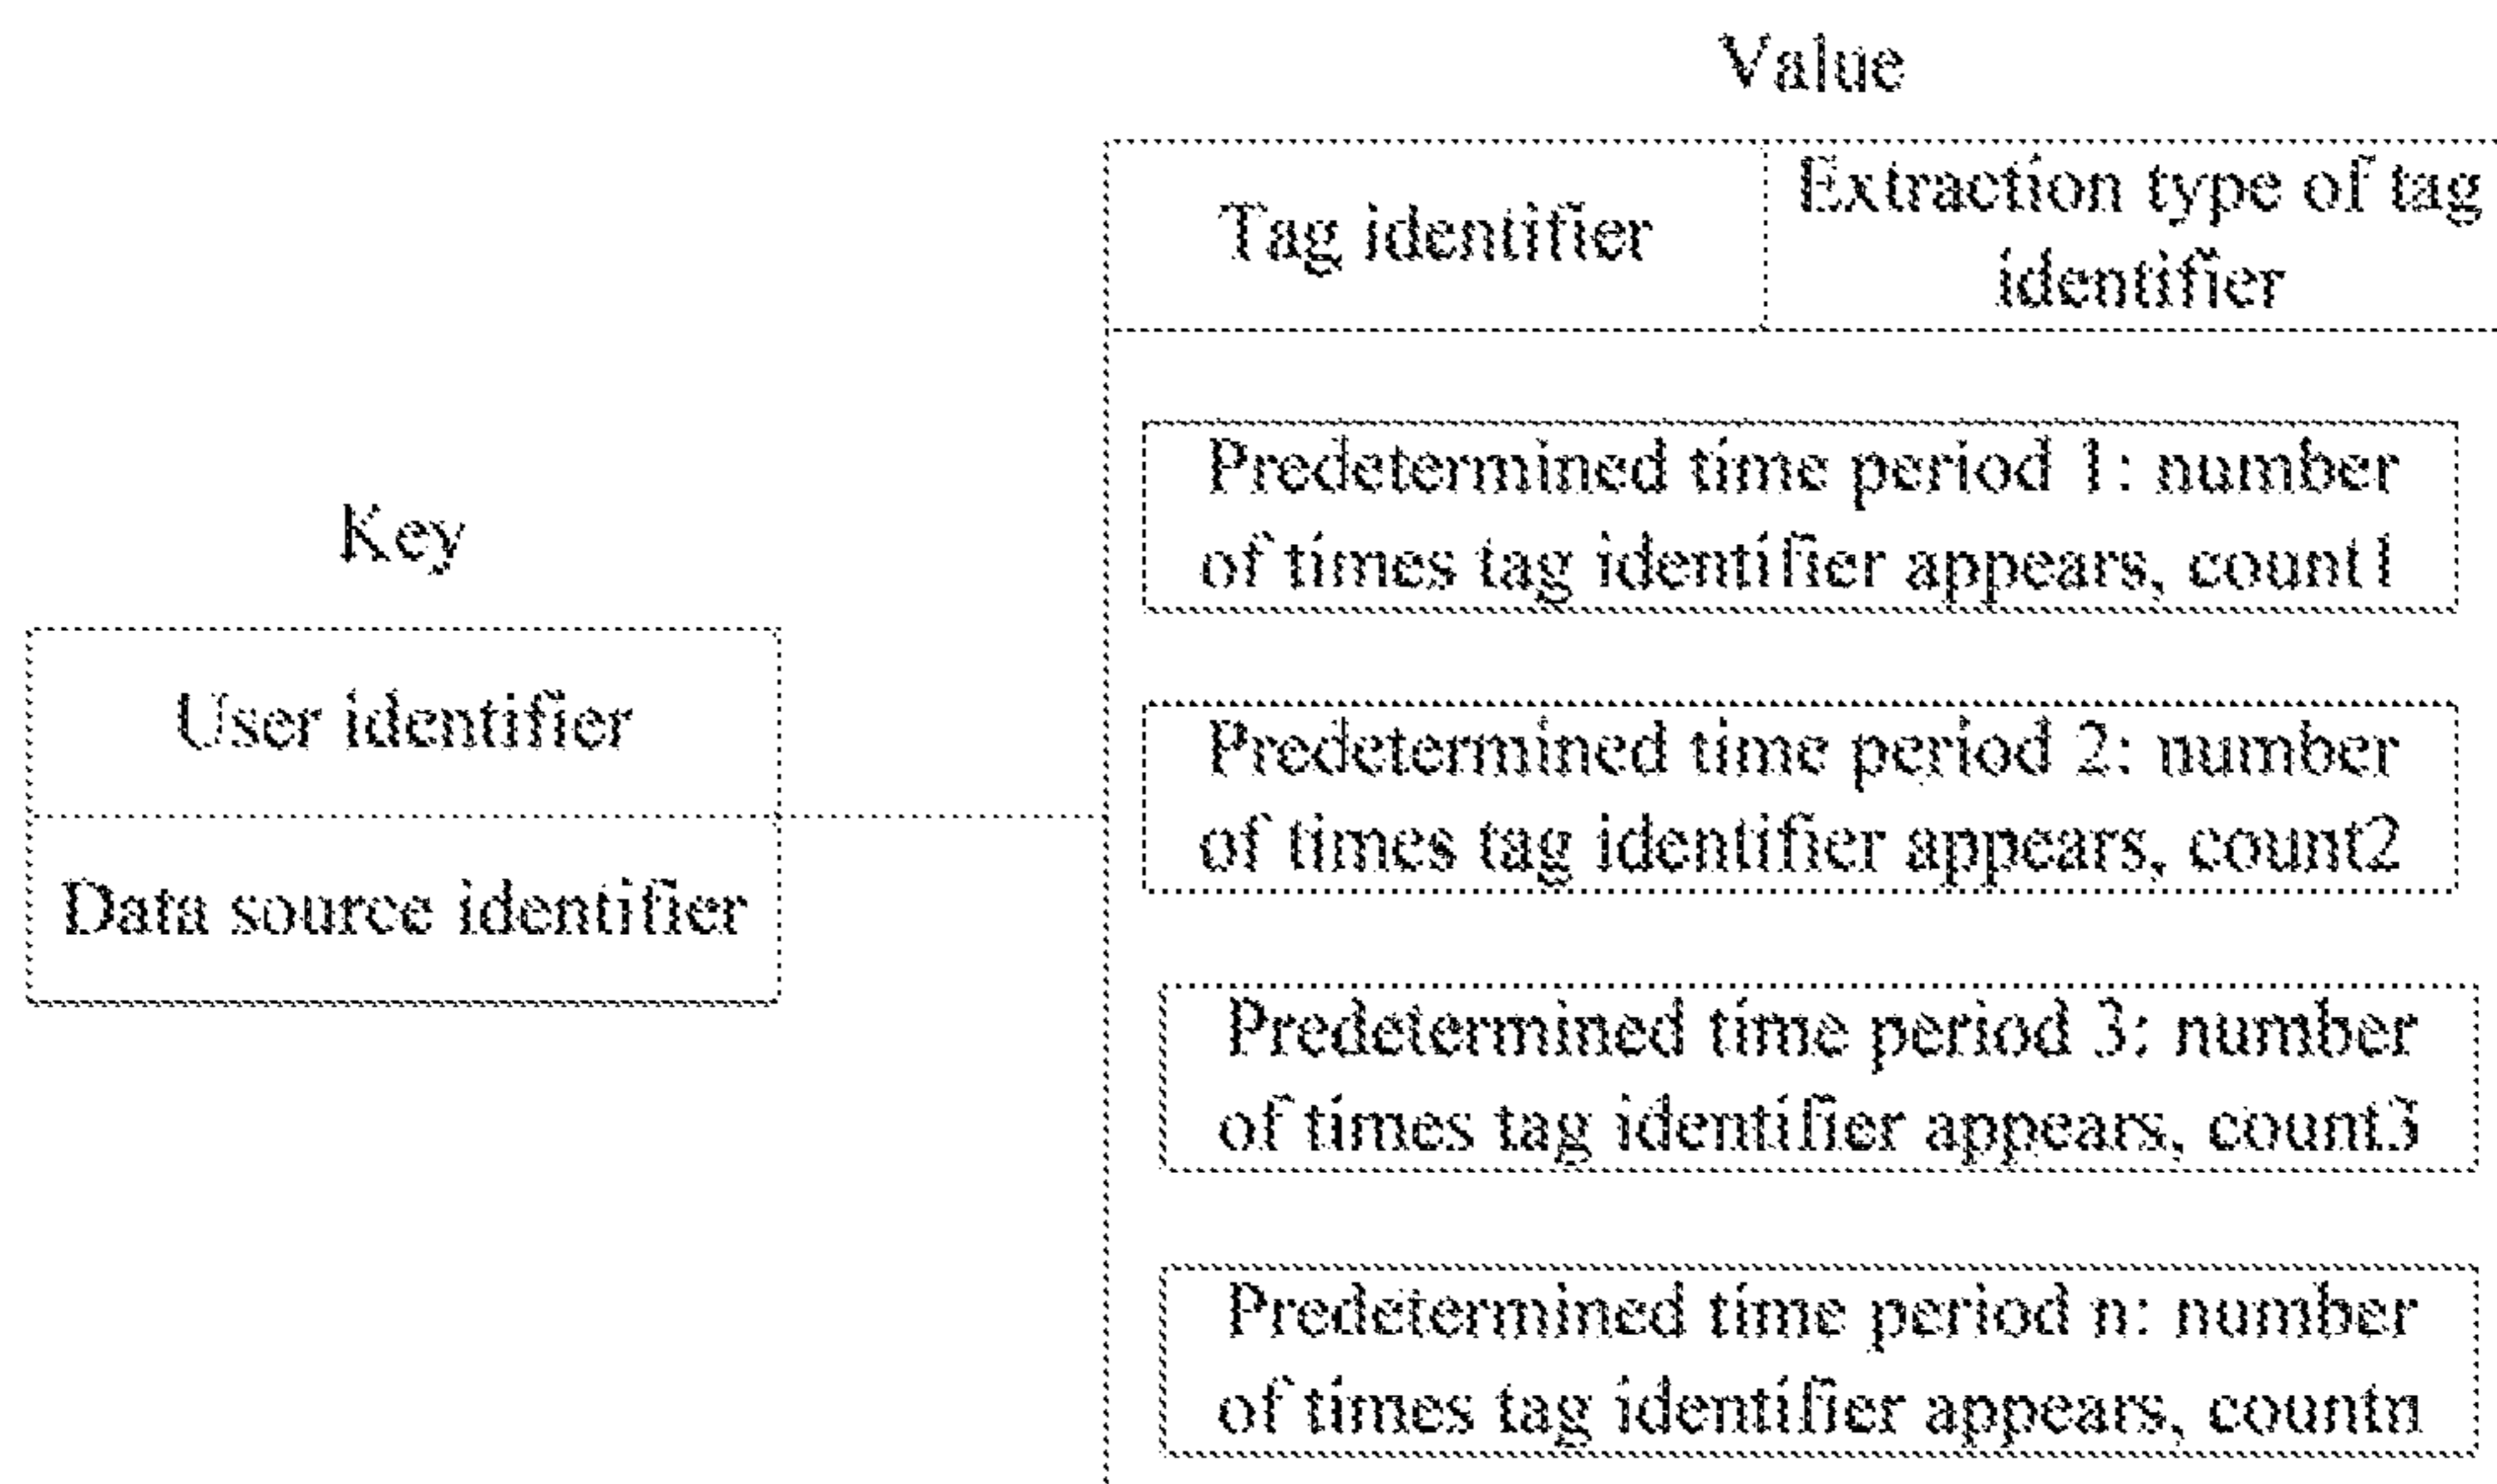 Value
Tag identifier
Extraction type of tag
identifier
Predetermined time period 1: number
of times tag identifier appears, count1
Key
User identifier
Data source identifier
Predetermined time period 2: number
of times tag identifier appears, count2
Predetermined time period 3: number
of times tag identifier appears, count3
Predetermined time period n: number
of times tag identifier appears, countn